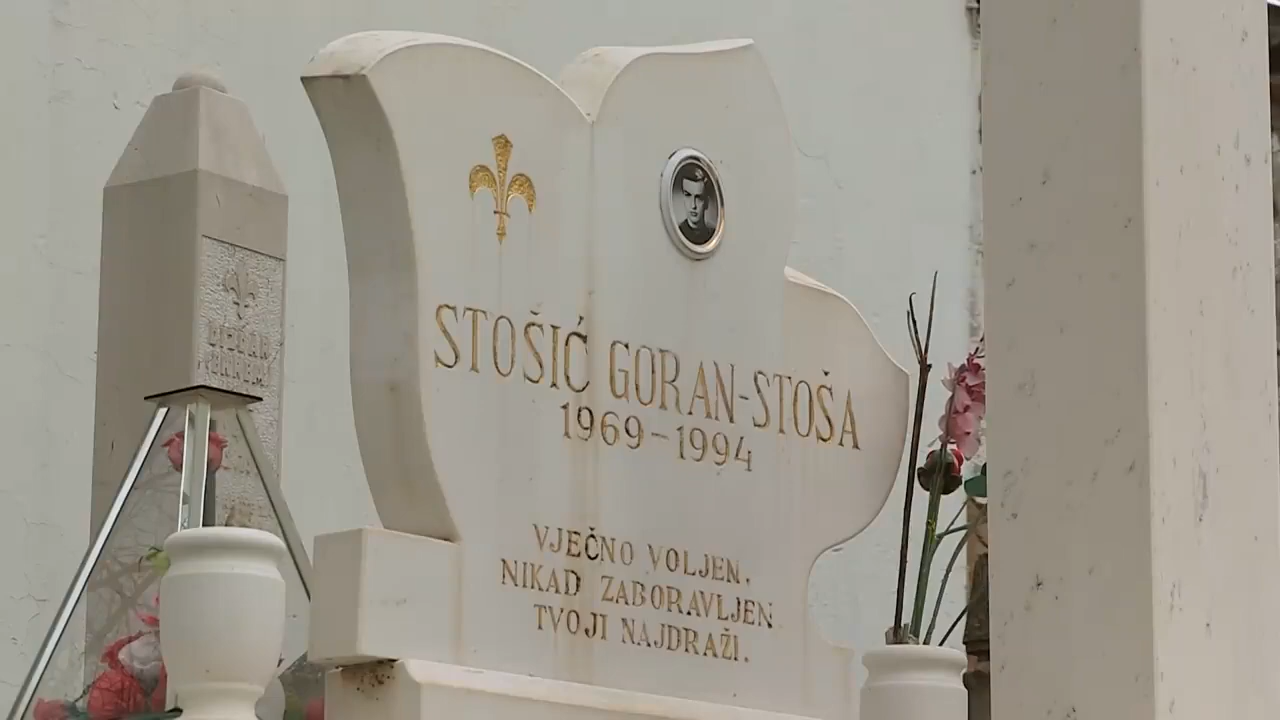 STOŠIĆ GORAN-STOŠA
1969-1994
VJEČNO VOLJEN,
NIKAD ZABORAVLJEN
TVOJI NAJDRAŽI.